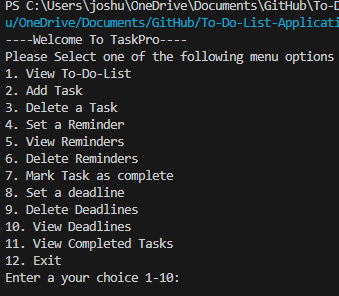 PS C:\Users\joshu\OneDrive\Documents\GitHub\To-D
u/OneDrive/Documents/GitHub/To-Do-List-Applicati
----Welcome To TaskPro----
Please Select one of the following menu options
1. View To-Do-List
2. Add Task
3. Delete a Task
4. Set a Reminder
5. View Reminders
6. Delete Reminders
7. Mark Task as complete
8. Set a deadline
9. Delete Deadlines
10. View Deadlines
11. View Completed Tasks
12. Exit
Enter a your choice 1-10: